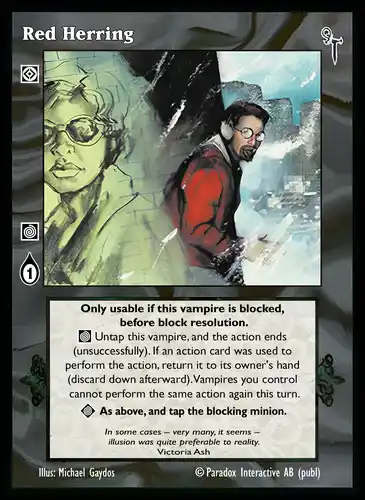 Red Herring
1
Only usable if this vampire is blocked,
before block resolution.
Untap this vampire, and the action ends
(unsuccessfully). If an action card was used to
perform the action, return it to its owner's hand
(discard down afterward). Vampires you control
cannot perform the same action again this turn.
As above, and tap the blocking minion.
In some cases – very many, it seems –
illusion was quite preferable to reality.
Victoria Ash
Illus: Michael Gaydos
© Paradox Interactive AB (publ)